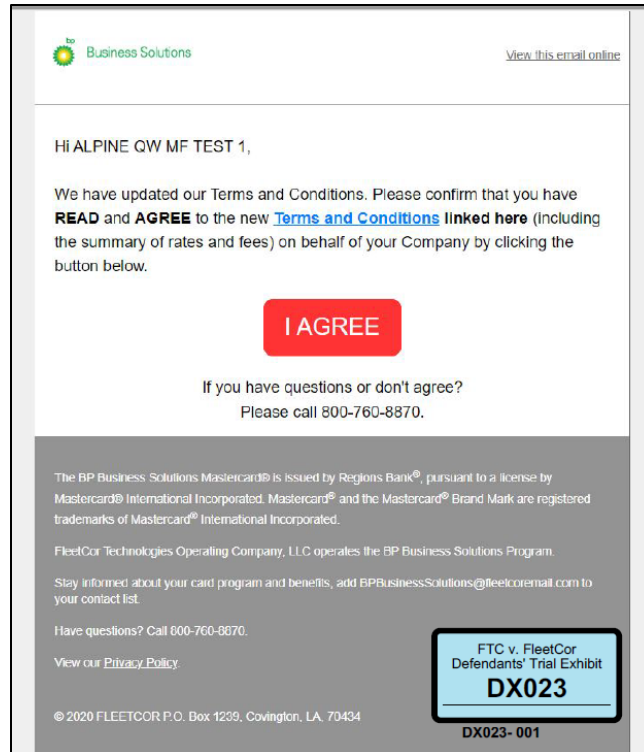 bp
Business Solutions
View this email online
Hi ALPINE QW MF TEST 1,
We have updated our Terms and Conditions. Please confirm that you have
READ and AGREE to the new Terms and Conditions linked here (including
the summary of rates and fees) on behalf of your Company by clicking the
button below.
I AGREE
If you have questions or don't agree?
Please call 800-760-8870.
The BP Business Solutions Mastercard® is issued by Regions Bank®, pursuant to a license by
Mastercard® International Incorporated. Mastercard® and the Mastercard® Brand Mark are registered
trademarks of Mastercard® International Incorporated.
FleetCor Technologies Operating Company, LLC operates the BP Business Solutions Program.
Stay informed about your card program and benefits, add BPBusinessSolutions@fleetcoremail.com to
your contact list.
Have questions? Call 800-760-8870.
View our Privacy Policy.
© 2020 FLEETCOR P.O. Box 1239, Covington, LA, 70434
FTC v. FleetCor
Defendants' Trial Exhibit
DX023
DX023- 001